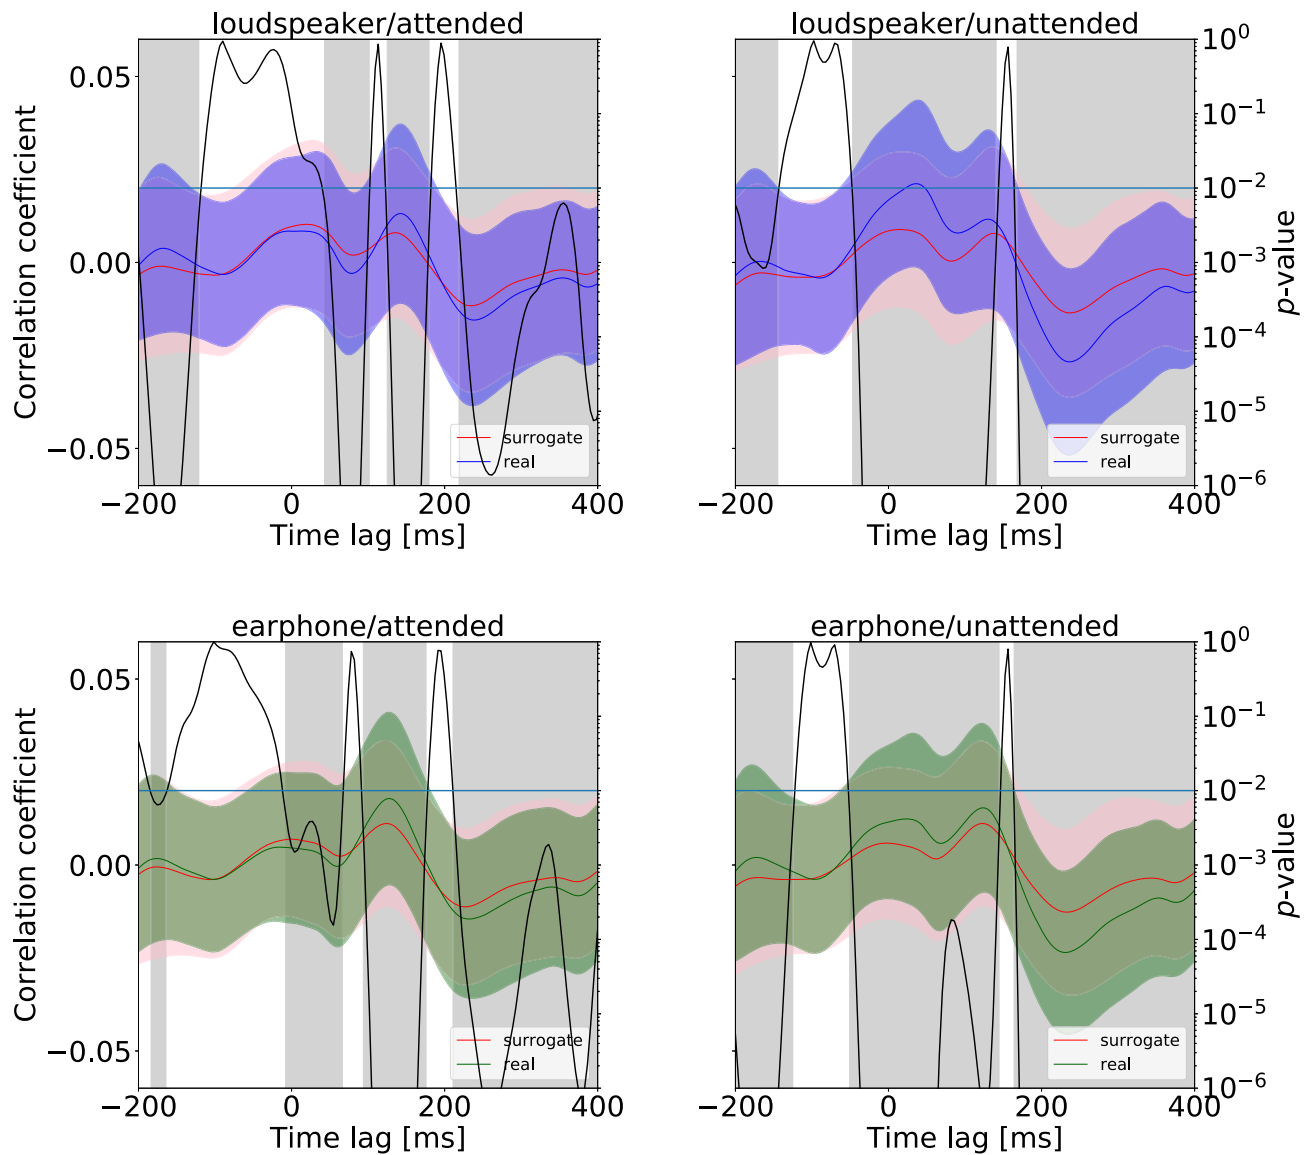 loudspeaker/attended
loudspeaker/unattended
0.05
0.00
−0.05
Correlation coefficient
surrogate
real
−200 0 200 400
Time lag [ms]
10^0
10^−1
10^−2
10^−3
10^−4
10^−5
10^−6
p-value
surrogate
real
−200 0 200 400
Time lag [ms]
earphone/attended
earphone/unattended
0.05
0.00
−0.05
Correlation coefficient
surrogate
real
−200 0 200 400
Time lag [ms]
10^0
10^−1
10^−2
10^−3
10^−4
10^−5
10^−6
p-value
surrogate
real
−200 0 200 400
Time lag [ms]